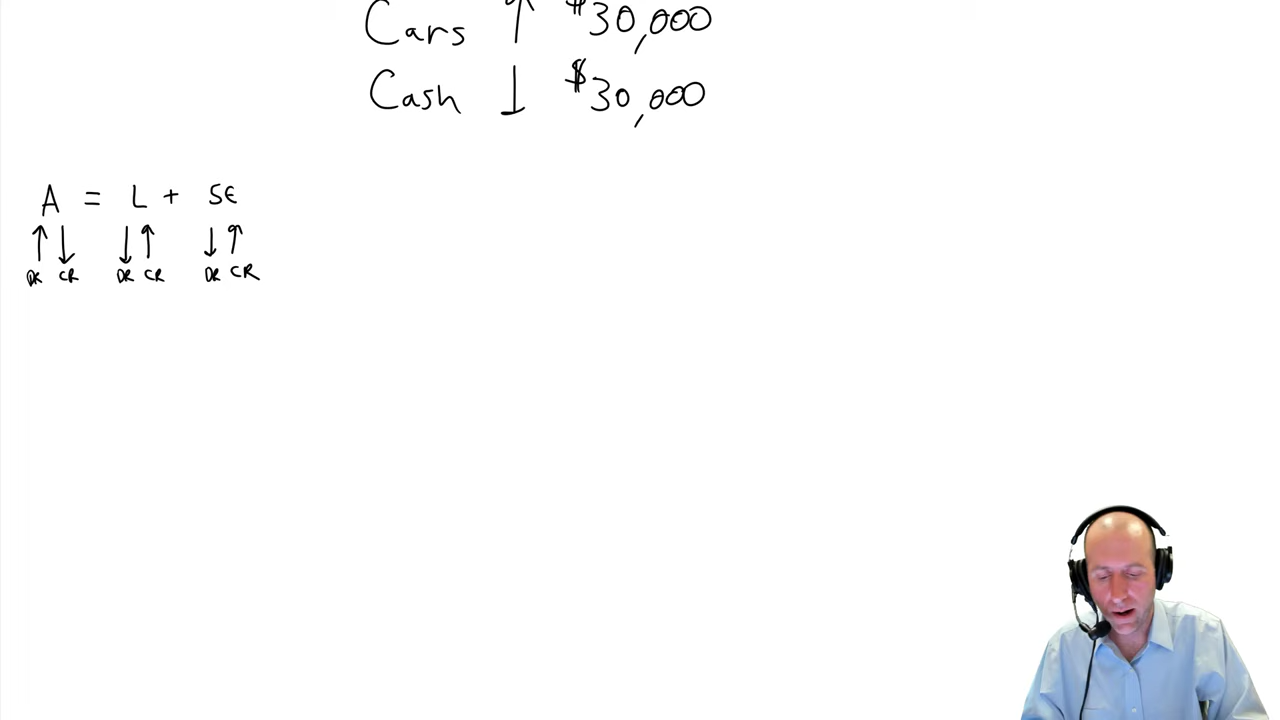 Cars ↑ $30,000
Cash ↓ $30,000
A = L + SE
↑ ↓ ↓ ↑ ↓ ↑
DR CR DR CR DR CR